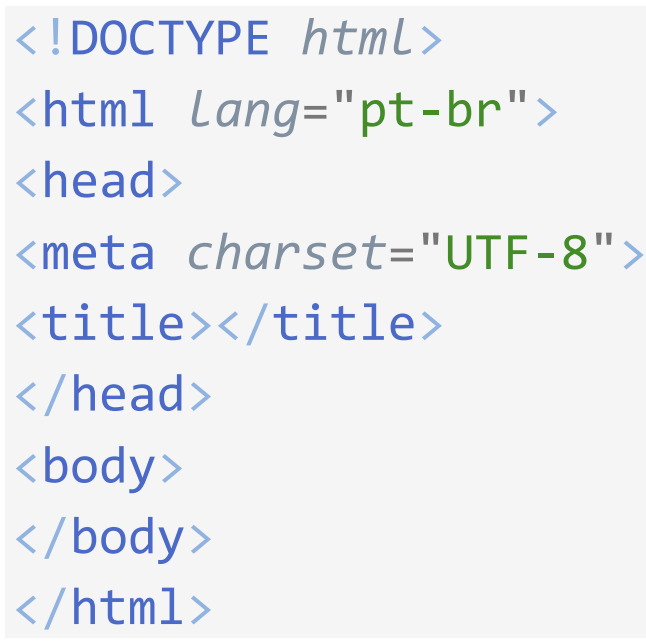 <!DOCTYPE html>
<html lang="pt-br">
<head>
<meta charset="UTF-8">
<title></title>
</head>
<body>
</body>
</html>